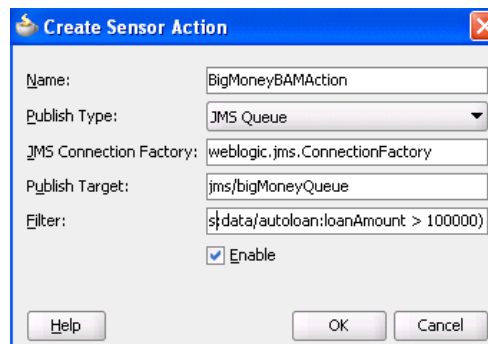 Create Sensor Action
Name: BigMoneyBAMAction
Publish Type: JMS Queue
JMS Connection Factory: weblogic.jms.ConnectionFactory
Publish Target: jms/bigMoneyQueue
Filter: s:data/autoloan:loanAmount > 100000)
Enable
Help OK Cancel